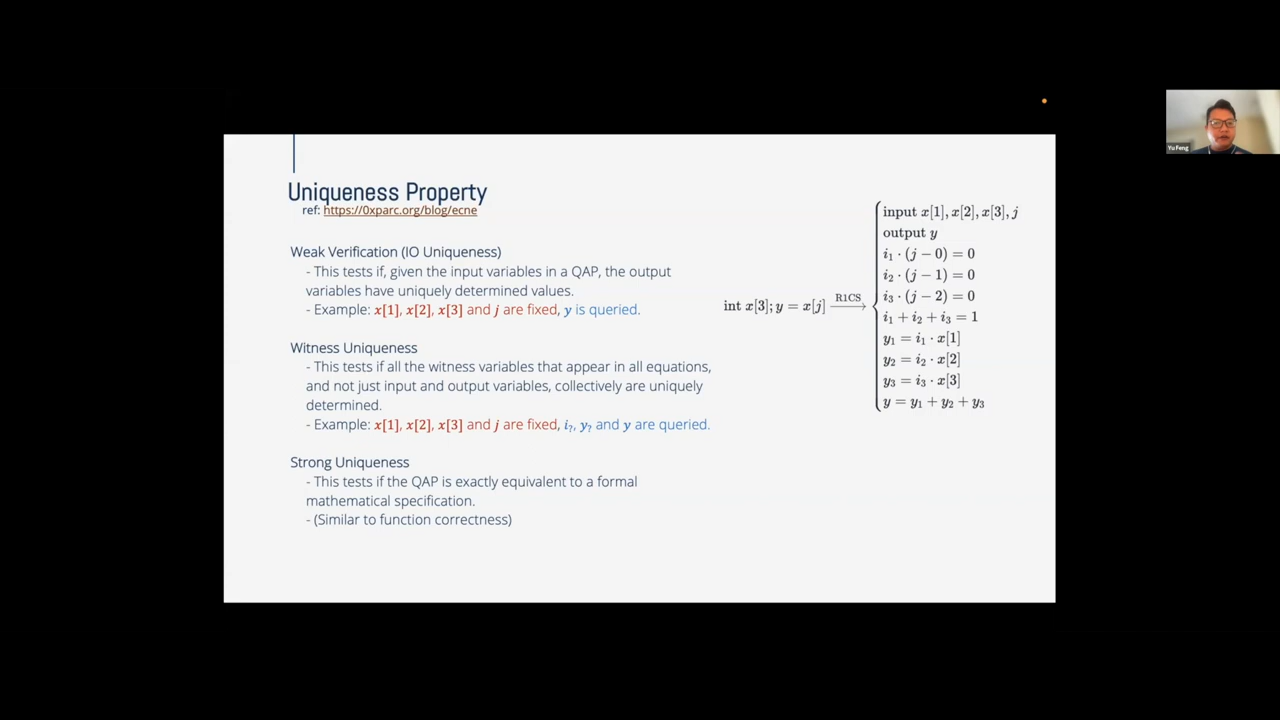 Uniqueness Property
ref: https://0xparc.org/blog/ecne
Weak Verification (IO Uniqueness)
- This tests if, given the input variables in a QAP, the output
variables have uniquely determined values.
- Example: x[1], x[2], x[3] and j are fixed, y is queried.
Witness Uniqueness
- This tests if all the witness variables that appear in all equations,
and not just input and output variables, collectively are uniquely
determined.
- Example: x[1], x[2], x[3] and j are fixed, i?, y? and y are queried.
Strong Uniqueness
- This tests if the QAP is exactly equivalent to a formal
mathematical specification.
- (Similar to function correctness)
int x[3]; y = x[j] R1CS →
input x[1], x[2], x[3], j
output y
i₁ · (j − 0) = 0
i₂ · (j − 1) = 0
i₃ · (j − 2) = 0
i₁ + i₂ + i₃ = 1
y₁ = i₁ · x[1]
y₂ = i₂ · x[2]
y₃ = i₃ · x[3]
y = y₁ + y₂ + y₃
Yu Feng